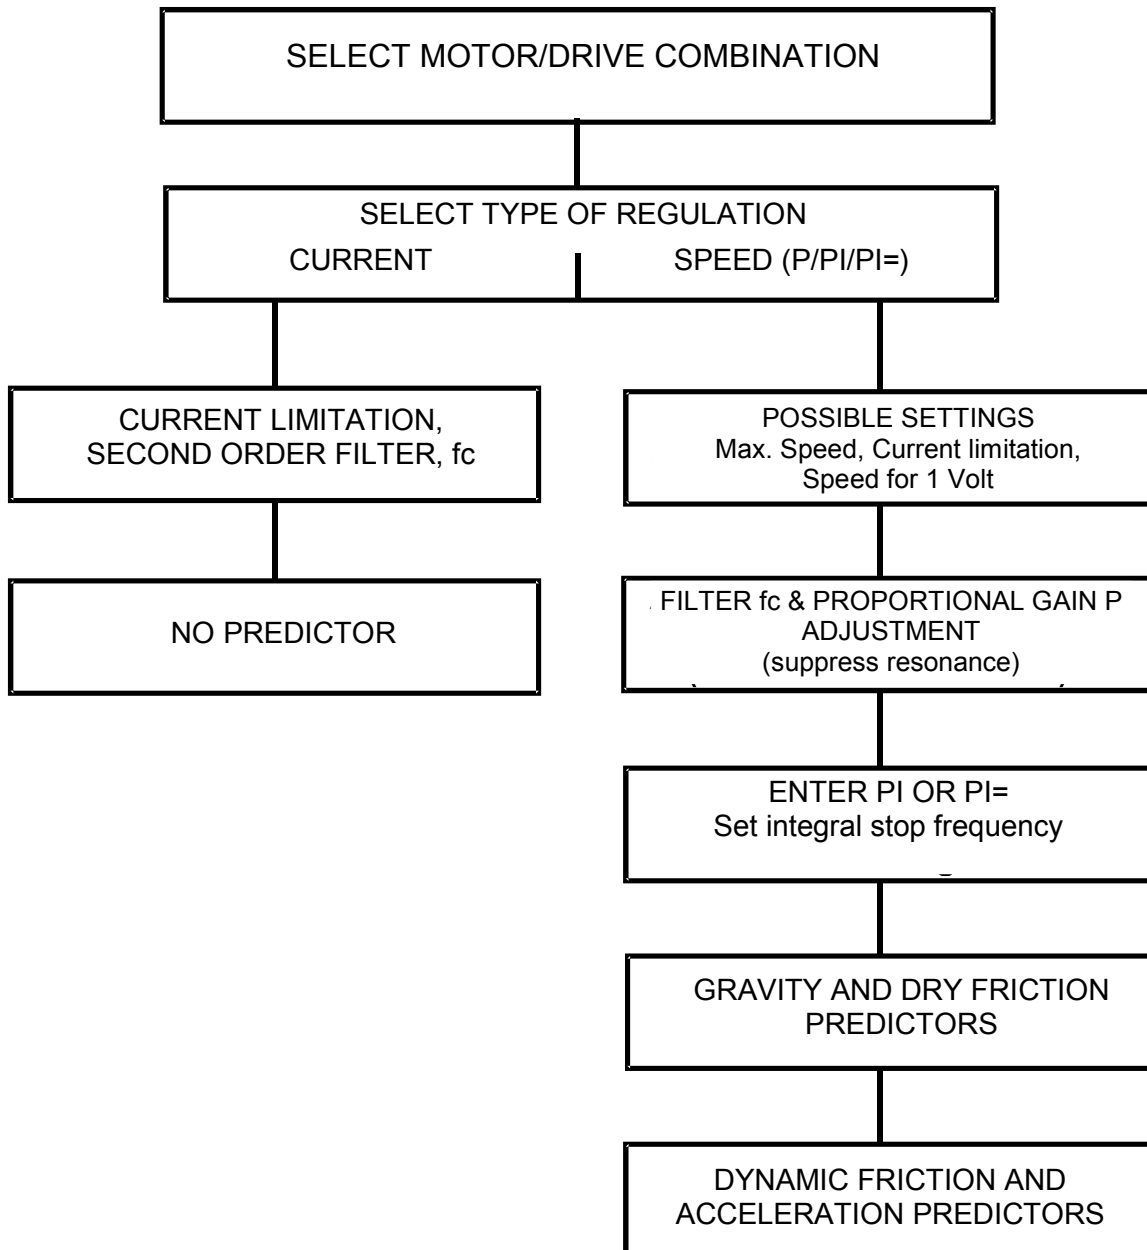 SELECT MOTOR/DRIVE COMBINATION
SELECT TYPE OF REGULATION
CURRENT
SPEED (P/PI/PI=)
CURRENT LIMITATION,
SECOND ORDER FILTER, fc
NO PREDICTOR
POSSIBLE SETTINGS
Max. Speed, Current limitation,
Speed for 1 Volt
FILTER fc & PROPORTIONAL GAIN P
ADJUSTMENT
(suppress resonance)
ENTER PI OR PI=
Set integral stop frequency
GRAVITY AND DRY FRICTION
PREDICTORS
DYNAMIC FRICTION AND
ACCELERATION PREDICTORS